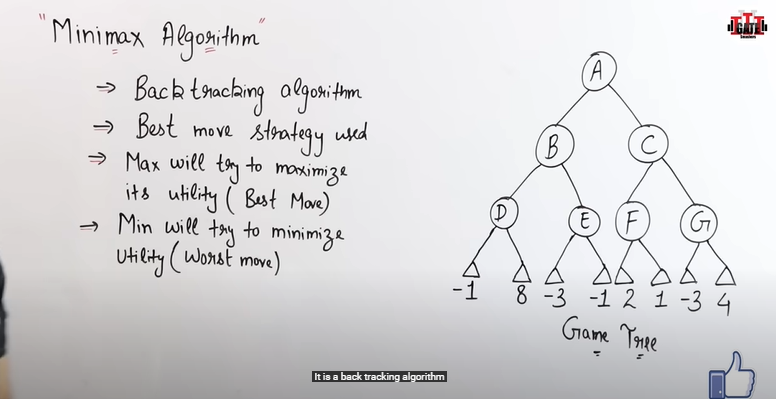 "Minimax Algorithm"
→ Back tracking algorithm
→ Best move strategy used
→ Max will try to maximize
its utility (Best Move)
→ Min will try to minimize
utility (Worst move)
A
B C
D E F G
-1 8 -3 -1 2 1 -3 4
Game Tree
GATE
Smashers
It is a back tracking algorithm